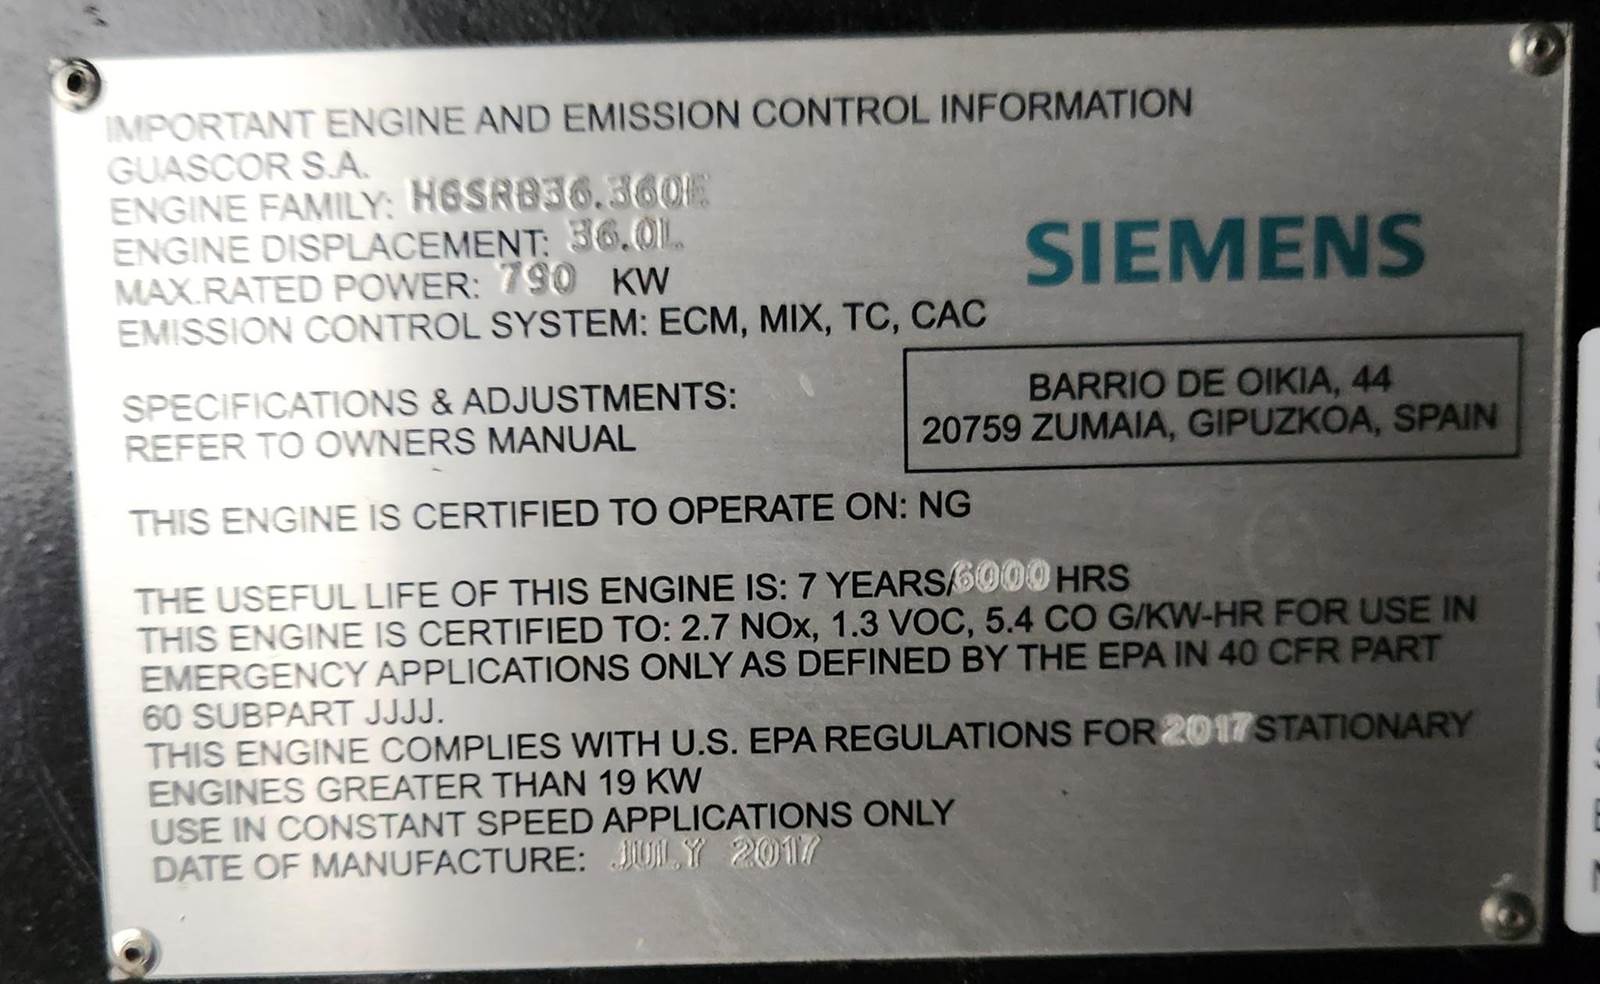 IMPORTANT ENGINE AND EMISSION CONTROL INFORMATION
GUASCOR S.A.
ENGINE FAMILY: HGSRB36.360E
ENGINE DISPLACEMENT: 36.0L
MAX.RATED POWER: 790 KW
EMISSION CONTROL SYSTEM: ECM, MIX, TC, CAC
SIEMENS
BARRIO DE OIKIA, 44
20759 ZUMAIA, GIPUZKOA, SPAIN
SPECIFICATIONS & ADJUSTMENTS:
REFER TO OWNERS MANUAL
THIS ENGINE IS CERTIFIED TO OPERATE ON: NG
THE USEFUL LIFE OF THIS ENGINE IS: 7 YEARS/6000 HRS
THIS ENGINE IS CERTIFIED TO: 2.7 NOx, 1.3 VOC, 5.4 CO G/KW-HR FOR USE IN
EMERGENCY APPLICATIONS ONLY AS DEFINED BY THE EPA IN 40 CFR PART
60 SUBPART JJJJ.
THIS ENGINE COMPLIES WITH U.S. EPA REGULATIONS FOR 2017 STATIONARY
ENGINES GREATER THAN 19 KW
USE IN CONSTANT SPEED APPLICATIONS ONLY
DATE OF MANUFACTURE: JULY 2017